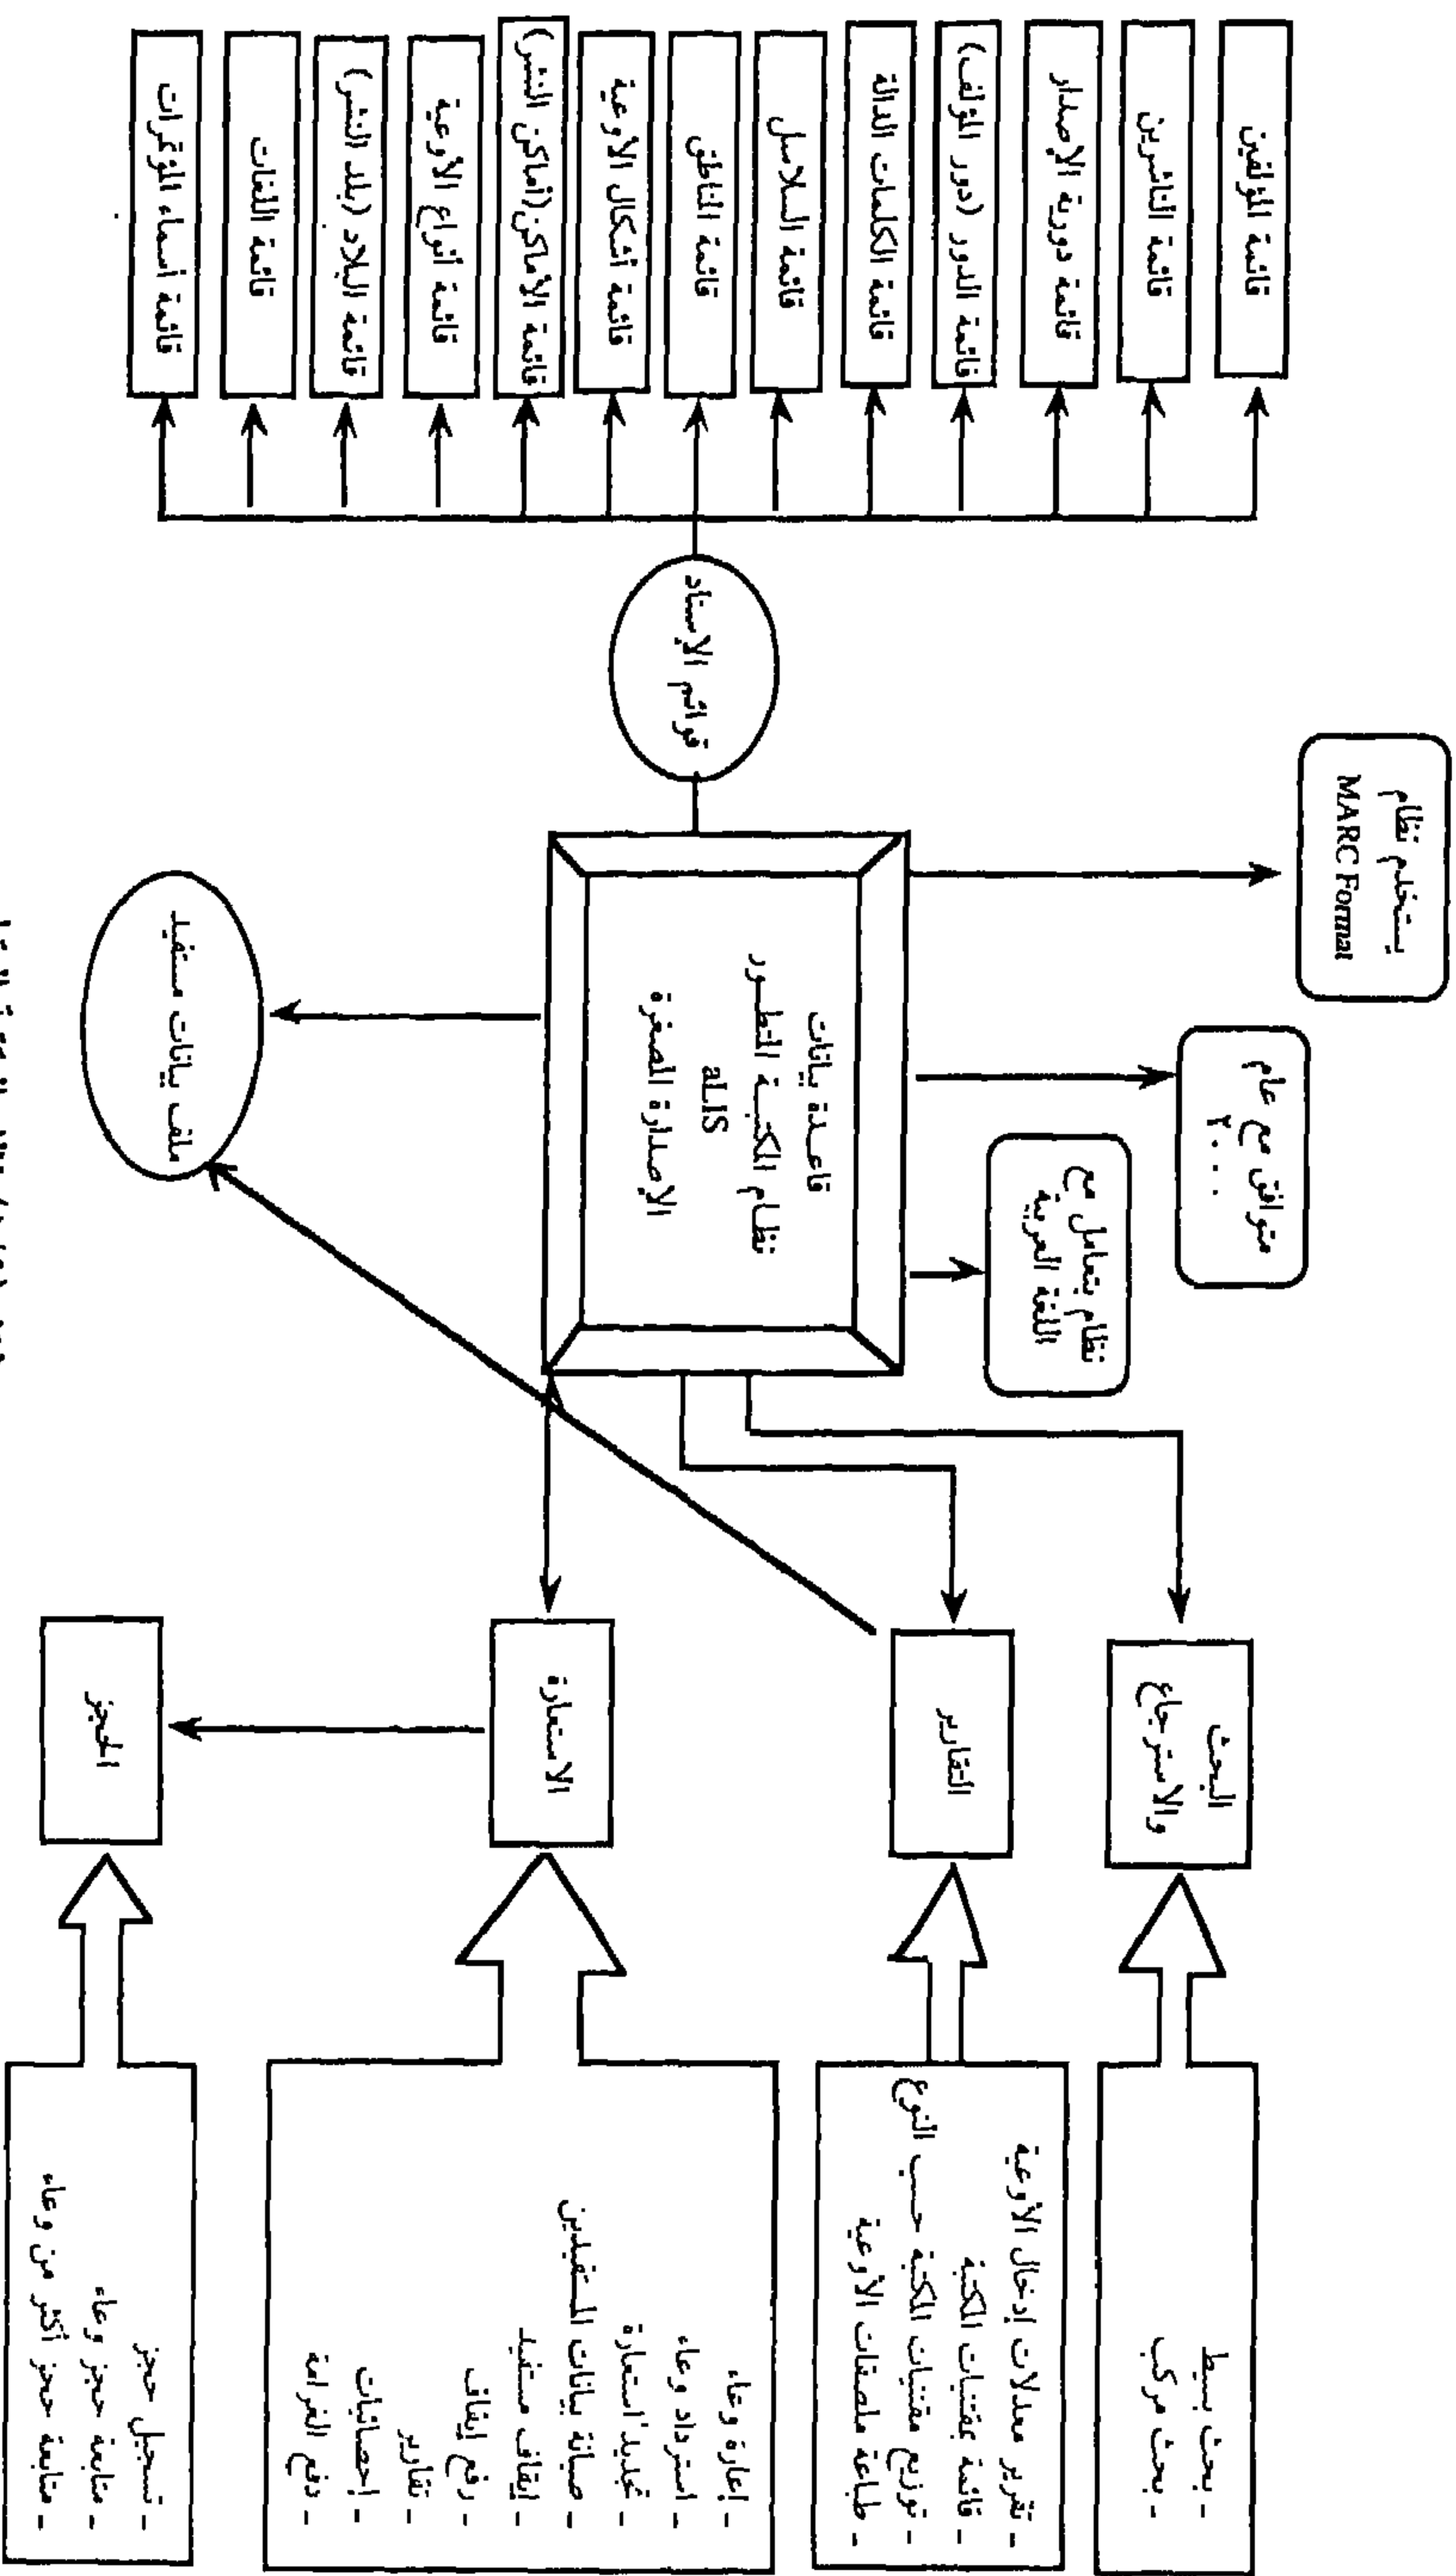 يستخدم نظام
MARC Format
متوافق مع عام
٢٠٠٠
نظام يتعامل مع
اللغة العربية
قاعدة بيانات
نظام المكتبة المتطور
aLIS
الإصدارة المصغرة
قوائم الإسناد
قائمة المؤلفين
قائمة الناشرين
قائمة دورية الإصدار
قائمة الدور (دور المؤلف)
قائمة الكلمات الدالة
قائمة السلاسل
قائمة المناطق
قائمة أشكال الأوعية
قائمة الأماكن (أماكن النشر)
قائمة أنواع الأوعية
قائمة البلاد (بلد النشر)
قائمة اللغات
قائمة أسماء المؤتمرات
ملف بيانات مستفيد
البحث
والاسترجاع
- بحث بسيط
- بحث مركب
التقارير
- تقرير معدلات إدخال الأوعية
- قائمة بمقتنيات المكتبة
- توزيع مقتنيات المكتبة حسب النوع
- طباعة ملصقات الأوعية
الاستعارة
- إعارة وعاء
- استرداد وعاء
- تجديد استعارة
- صيانة بيانات المستفيدين
- إيقاف مستفيد
- رفع إيقاف
- تقارير
- إحصائيات
- دفع الغرامة
الحجز
- تسجيل حجز
- متابعة حجز وعاء
- متابعة حجز أكثر من وعاء